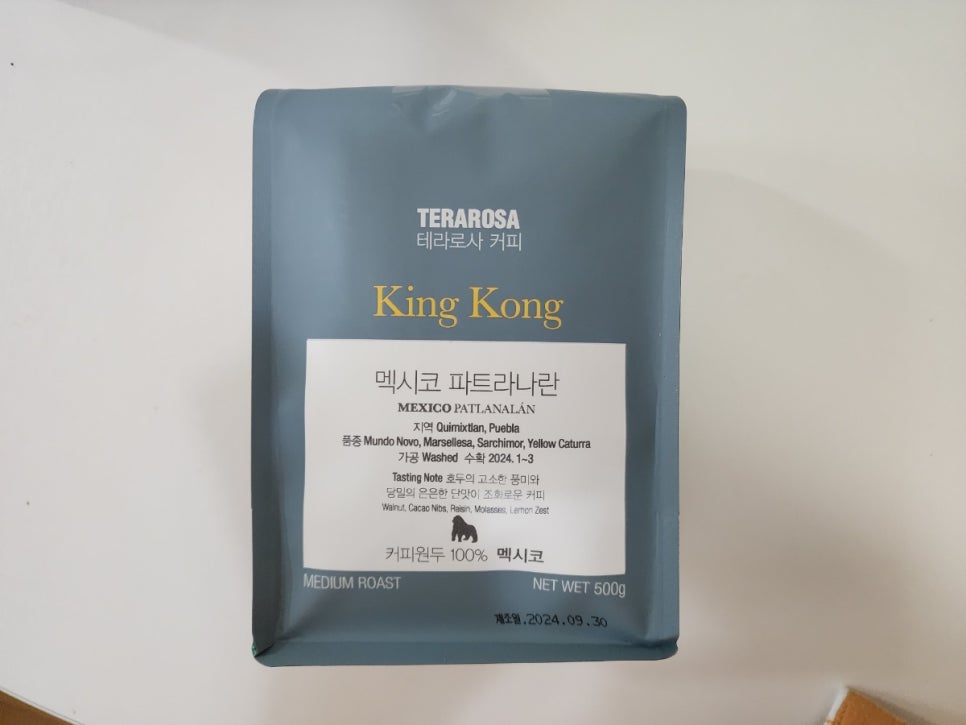 TERAROSA
테라로사 커피
King Kong
멕시코 파트라나란
MEXICO PATLANALÁN
지역 Quimixtlan, Puebla
품종 Mundo Novo, Marsellesa, Sarchimor, Yellow Caturra
가공 Washed 수확 2024. 1~3
Tasting Note 호두의 고소한 풍미와
당밀의 은은한 단맛이 조화로운 커피
Walnut, Cacao Nibs, Raisin, Molasses, Lemon Zest
커피원두 100% 멕시코
MEDIUM ROAST
NET WET 500g
제조일.2024.09.30